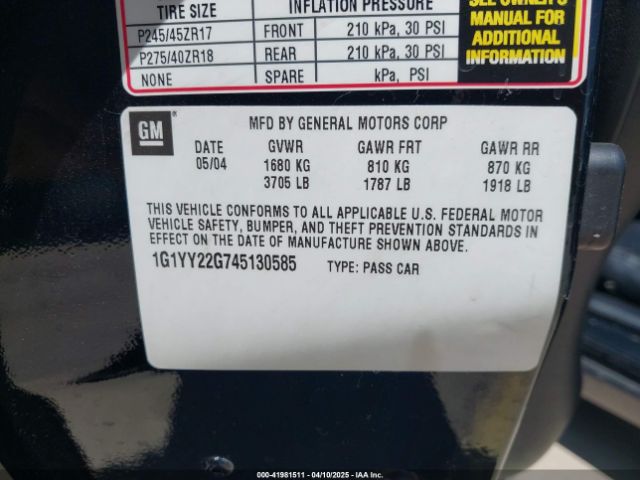 TIRE SIZE INFLATION PRESSURE
P245/45ZR17 FRONT 210 kPa, 30 PSI
P275/40ZR18 REAR 210 kPa, 30 PSI
NONE SPARE kPa, PSI
SEE OWNER'S
MANUAL FOR
ADDITIONAL
INFORMATION
GM
®
MFD BY GENERAL MOTORS CORP
DATE GVWR GAWR FRT GAWR RR
05/04 1680 KG 810 KG 870 KG
3705 LB 1787 LB 1918 LB
THIS VEHICLE CONFORMS TO ALL APPLICABLE U.S. FEDERAL MOTOR
VEHICLE SAFETY, BUMPER, AND THEFT PREVENTION STANDARDS IN
EFFECT ON THE DATE OF MANUFACTURE SHOWN ABOVE.
1G1YY22G745130585 TYPE: PASS CAR
000-41981511 - 04/10/2025 - IAA Inc.